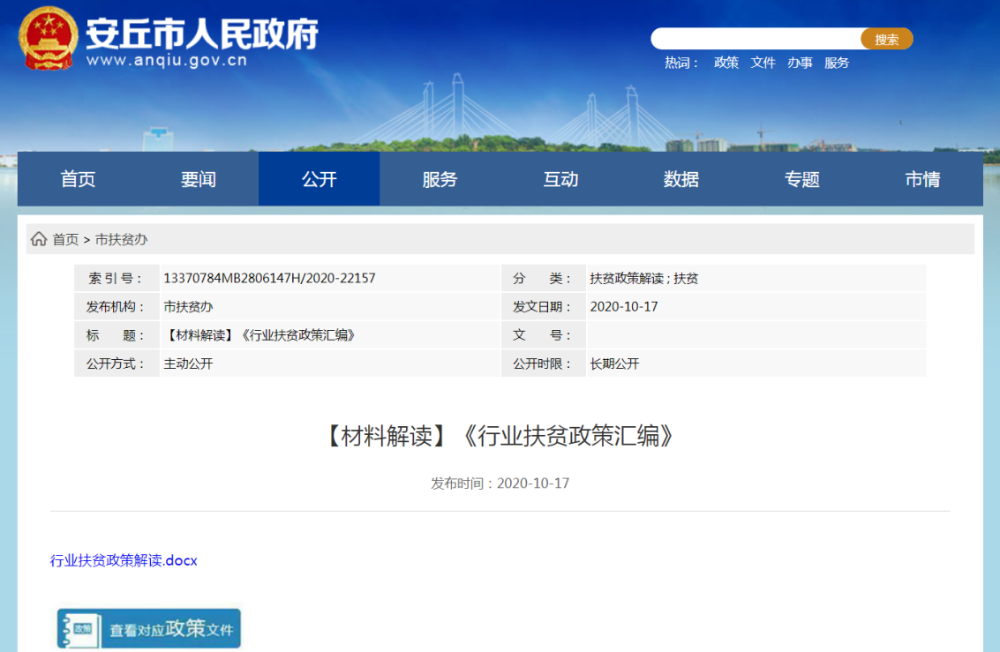 安丘市人民政府
www.anqiu.gov.cn
搜索
热词： 政策 文件 办事 服务
首页 要闻 公开 服务 互动 数据 专题 市情
首页 > 市扶贫办
索 引 号： 13370784MB2806147H/2020-22157 分 类： 扶贫政策解读 ; 扶贫
发布机构： 市扶贫办 发文日期： 2020-10-17
标 题： 【材料解读】《行业扶贫政策汇编》 文 号：
公开方式： 主动公开 公开时限： 长期公开
【材料解读】《行业扶贫政策汇编》
发布时间：2020-10-17
行业扶贫政策解读.docx
政策 查看对应政策文件